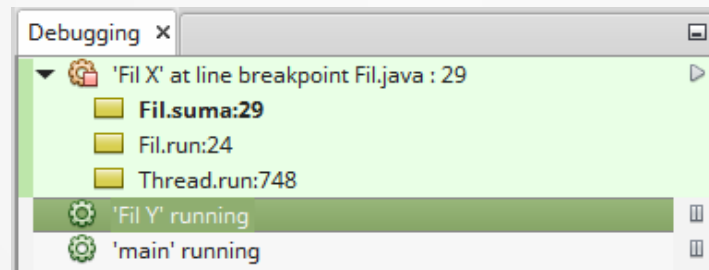 Debugging ×
'Fil X' at line breakpoint Fil.java : 29
Fil.suma:29
Fil.run:24
Thread.run:748
'Fil Y' running
'main' running